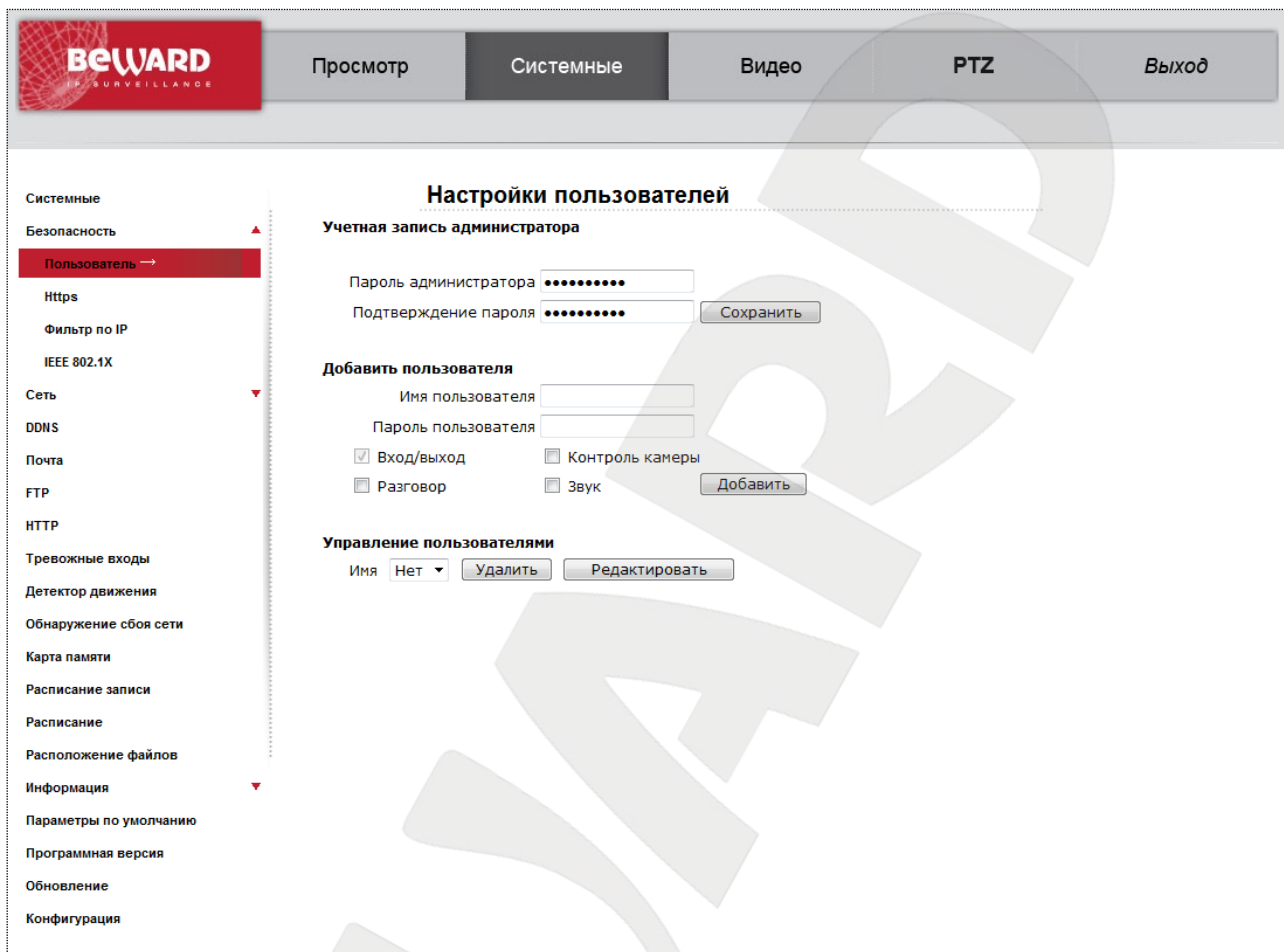 BEWARD
IP SURVEILLANCE
Просмотр
Системные
Видео
PTZ
Выход
Системные
Безопасность
Пользователь →
Https
Фильтр по IP
IEEE 802.1X
Сеть
DDNS
Почта
FTP
HTTP
Тревожные входы
Детектор движения
Обнаружение сбоя сети
Карта памяти
Расписание записи
Расписание
Расположение файлов
Информация
Параметры по умолчанию
Программная версия
Обновление
Конфигурация
Настройки пользователей
Учетная запись администратора
Пароль администратора ••••••••••
Подтверждение пароля •••••••••• Сохранить
Добавить пользователя
Имя пользователя
Пароль пользователя
Вход/выход Контроль камеры
Разговор Звук Добавить
Управление пользователями
Имя Нет Удалить Редактировать